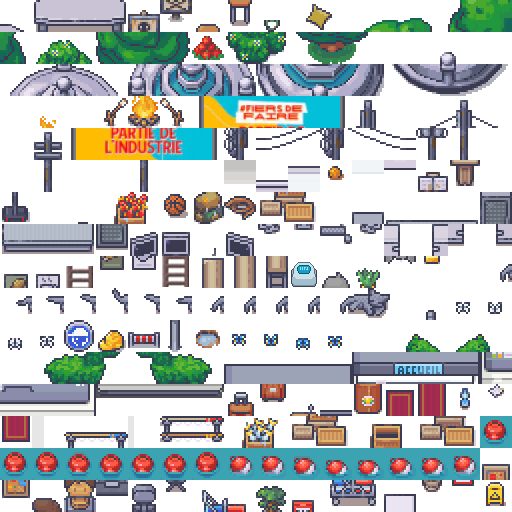 #FIERS DE
FAIRE
PARTIE DE
L'INDUSTRIE
ACCUEIL